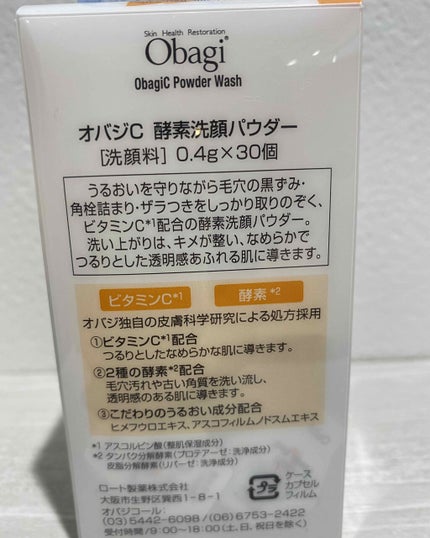 Skin Health Restoration
Obagi®
ObagiC Powder Wash
オバジC 酵素洗顔パウダー
[洗顔料] 0.4g×30個
うるおいを守りながら毛穴の黒ずみ・
角栓詰まり・ザラつきをしっかり取りのぞく、
ビタミンC*1配合の酵素洗顔パウダー。
洗い上がりは、キメが整い、なめらかで
つるりとした透明感あふれる肌に導きます。
ビタミンC*1 酵素*2
オバジ独自の皮膚科学研究による処方採用
①ビタミンC*1配合
つるりとしたなめらかな肌に導きます。
②2種の酵素*2配合
毛穴汚れや古い角質を洗い流し、
透明感のある肌に導きます。
③こだわりのうるおい成分配合
ヒメフウロエキス、アスコフィルムノドスムエキス
*1 アスコルビン酸(整肌保湿成分)
*2 タンパク分解酵素(プロテアーゼ:洗浄成分)
皮脂分解酵素(リパーゼ:洗浄成分)
ロート製薬株式会社
大阪市生野区巽西1-8-1
オバジコール:
(03)5442-6098/(06)6753-2422
受付時間/9:00~18:00(土、日、祝日を除く)
プラ
ケース
カプセル
フィルム